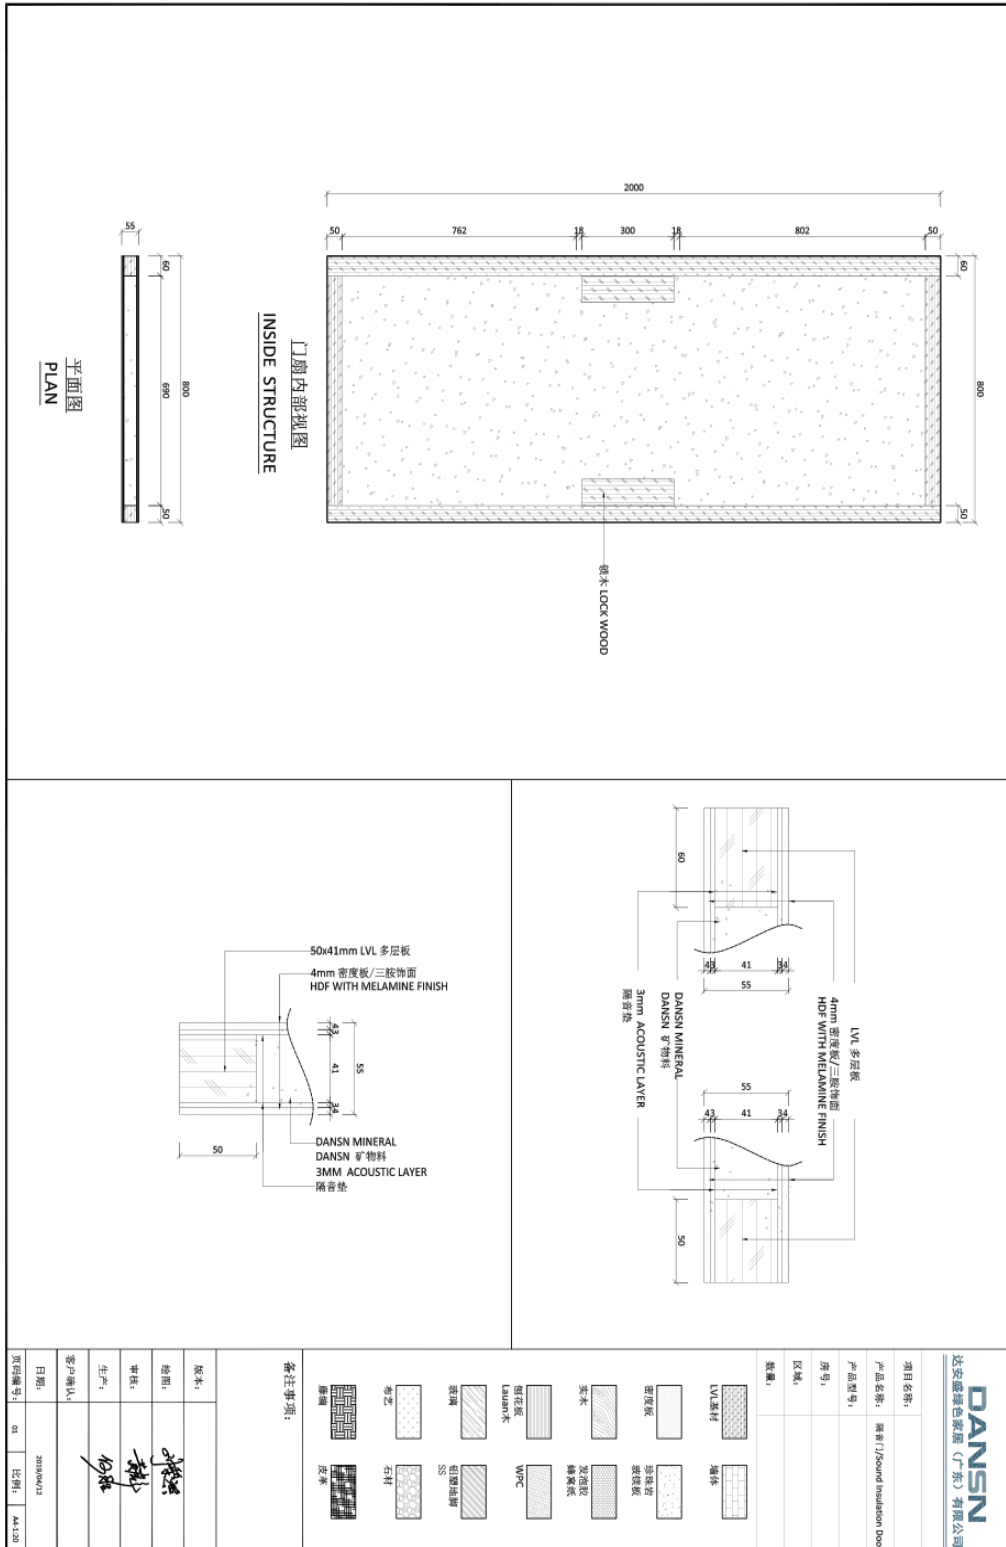 2000
50
762
18
300
18
802
50
60
800
50
锁木 LOCK WOOD
门扇内部视图
INSIDE STRUCTURE
55
60
690
50
800
平面图
PLAN
LVL 多层板
4mm 密度板/三胺饰面
HDF WITH MELAMINE FINISH
60
43
41
34
55
DANSN MINERAL
DANSN 矿物料
3mm ACOUSTIC LAYER
隔音垫
55
43
41
34
50
50x41mm LVL 多层板
4mm 密度板/三胺饰面
HDF WITH MELAMINE FINISH
43
41
34
55
50
DANSN MINERAL
DANSN 矿物料
3MM ACOUSTIC LAYER
隔音垫
DANSN
达安盛绿色家居（广东）有限公司
项目名称:
产品名称: 隔音门/Sound Insulation Doo
产品型号:
房号:
区域:
数量:
LVL基材
墙体
密度板
珍珠岩
玻镁板
实木
发泡胶
蜂窝纸
刨花板
Lauan木
WPC
玻璃
铝塑地脚
SS
布艺
石材
藤编
皮革
备注事项:
版本:
绘图:
审核:
生产:
客户确认:
日期: 2019/04/12
页码编号: 01
比例: A4-1:20